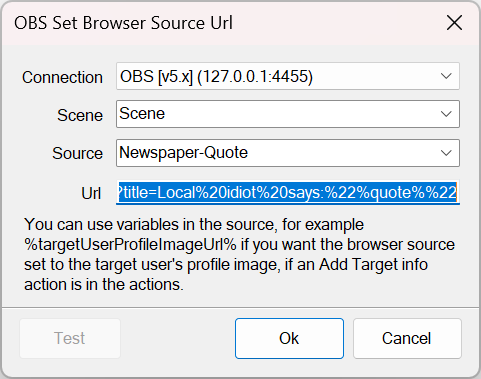 OBS Set Browser Source Url
Connection OBS [v5.x] (127.0.0.1:4455)
Scene Scene
Source Newspaper-Quote
Url ?title=Local%20idiot%20says:%22%quote%%22
You can use variables in the source, for example
%targetUserProfileImageUrl% if you want the browser source
set to the target user's profile image, if an Add Target info
action is in the actions.
Test Ok Cancel